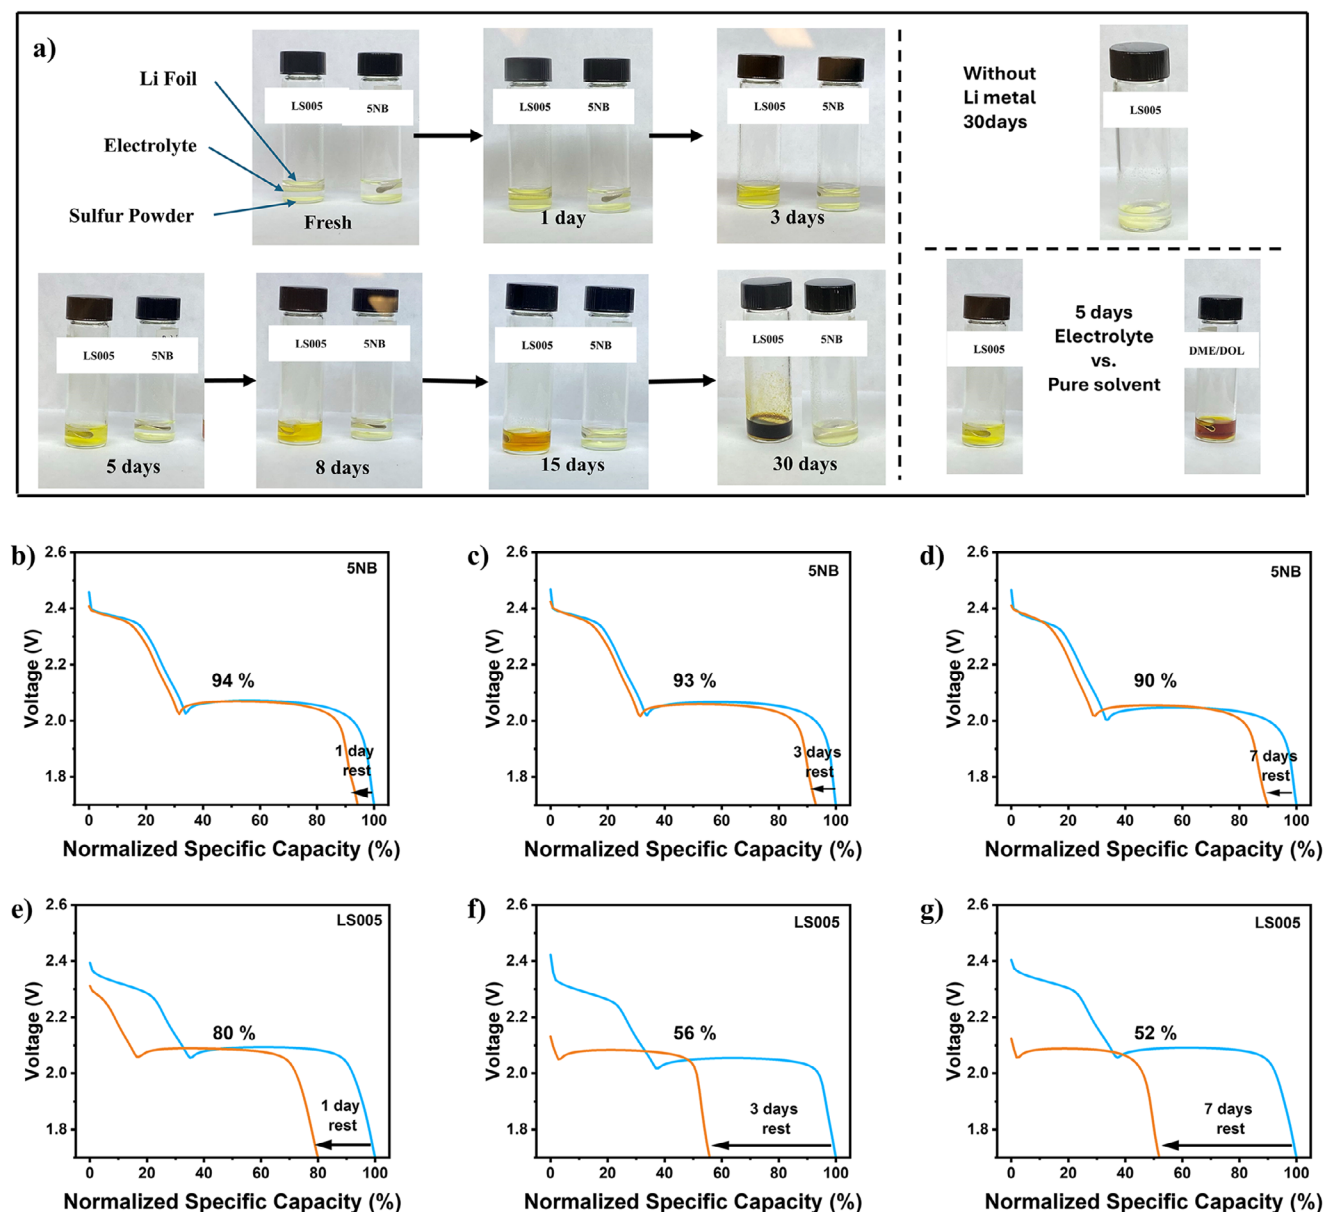 a)
Li Foil
Electrolyte
Sulfur Powder
LS005
5NB
Fresh
LS005 5NB
1 day
LS005 5NB
3 days
Without
Li metal
30days
LS005
LS005 5NB
5 days
LS005 5NB
8 days
LS005 5NB
15 days
LS005 5NB
30 days
LS005
5 days
Electrolyte
vs.
Pure solvent
DME/DOL
b)
2.6
2.4
2.2
2.0
1.8
Voltage (V)
5NB
94 %
1 day
rest
0 20 40 60 80 100
Normalized Specific Capacity (%)
c)
2.6
2.4
2.2
2.0
1.8
Voltage (V)
5NB
93 %
3 days
rest
0 20 40 60 80 100
Normalized Specific Capacity (%)
d)
2.6
2.4
2.2
2.0
1.8
Voltage (V)
5NB
90 %
7 days
rest
0 20 40 60 80 100
Normalized Specific Capacity (%)
e)
2.6
2.4
2.2
2.0
1.8
Voltage (V)
LS005
80 %
1 day
rest
0 20 40 60 80 100
Normalized Specific Capacity (%)
f)
2.6
2.4
2.2
2.0
1.8
Voltage (V)
LS005
56 %
3 days
rest
0 20 40 60 80 100
Normalized Specific Capacity (%)
g)
2.6
2.4
2.2
2.0
1.8
Voltage (V)
LS005
52 %
7 days
rest
0 20 40 60 80 100
Normalized Specific Capacity (%)